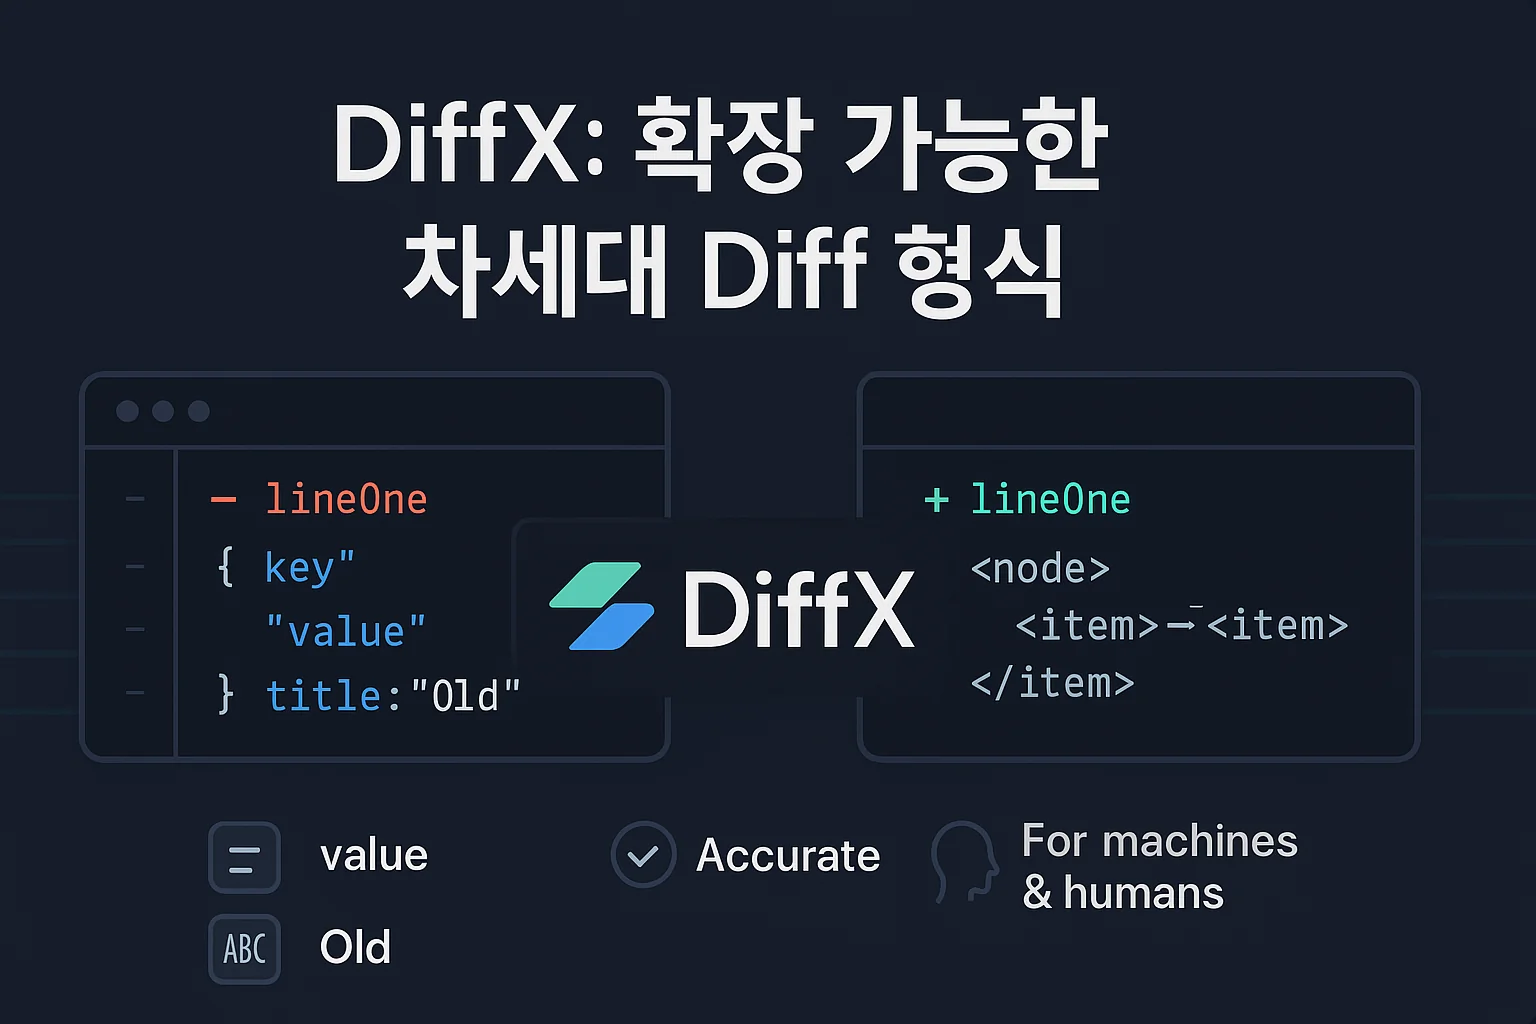 DiffX: 확장 가능한
차세대 Diff 형식
− lineOne
{ key"
"value"
} title:"Old"
DiffX
+ lineOne
<node>
<item>→<item>
</item>
value
ABC Old
Accurate
For machines
& humans